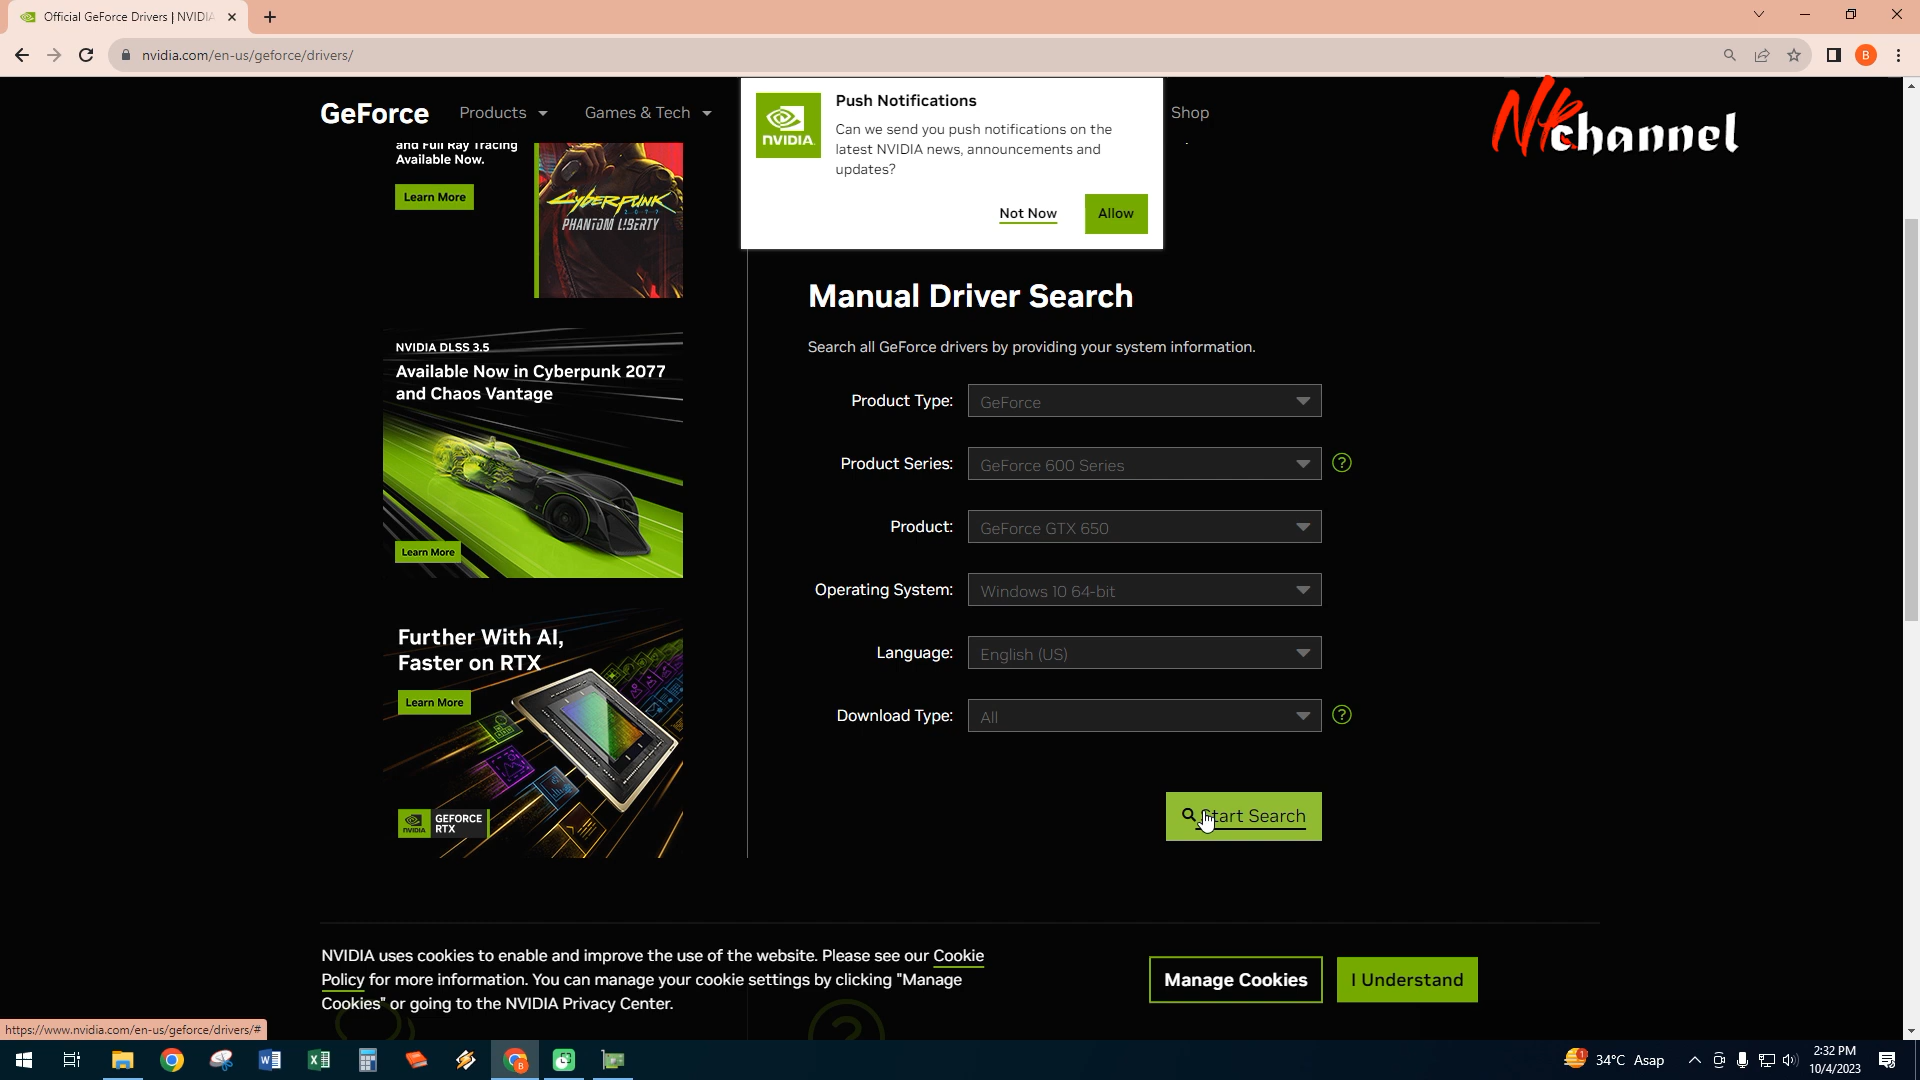 Official GeForce Drivers | NVIDIA
nvidia.com/en-us/geforce/drivers/
GeForce
Products
Games & Tech
Shop
Push Notifications
Can we send you push notifications on the
latest NVIDIA news, announcements and
updates?
Not Now
Allow
NVIDIA
NKchannel
and Full Ray Tracing
Available Now.
Learn More
Cyberpunk
2077
PHANTOM LIBERTY
NVIDIA DLSS 3.5
Available Now in Cyberpunk 2077
and Chaos Vantage
Learn More
Further With AI,
Faster on RTX
Learn More
NVIDIA
GEFORCE
RTX
Manual Driver Search
Search all GeForce drivers by providing your system information.
Product Type: GeForce
Product Series: GeForce 600 Series ?
Product: GeForce GTX 650
Operating System: Windows 10 64-bit
Language: English (US)
Download Type: All ?
Start Search
NVIDIA uses cookies to enable and improve the use of the website. Please see our Cookie
Policy for more information. You can manage your cookie settings by clicking "Manage
Cookies" or going to the NVIDIA Privacy Center.
Manage Cookies
I Understand
https://www.nvidia.com/en-us/geforce/drivers/#
34°C Asap
2:32 PM
10/4/2023